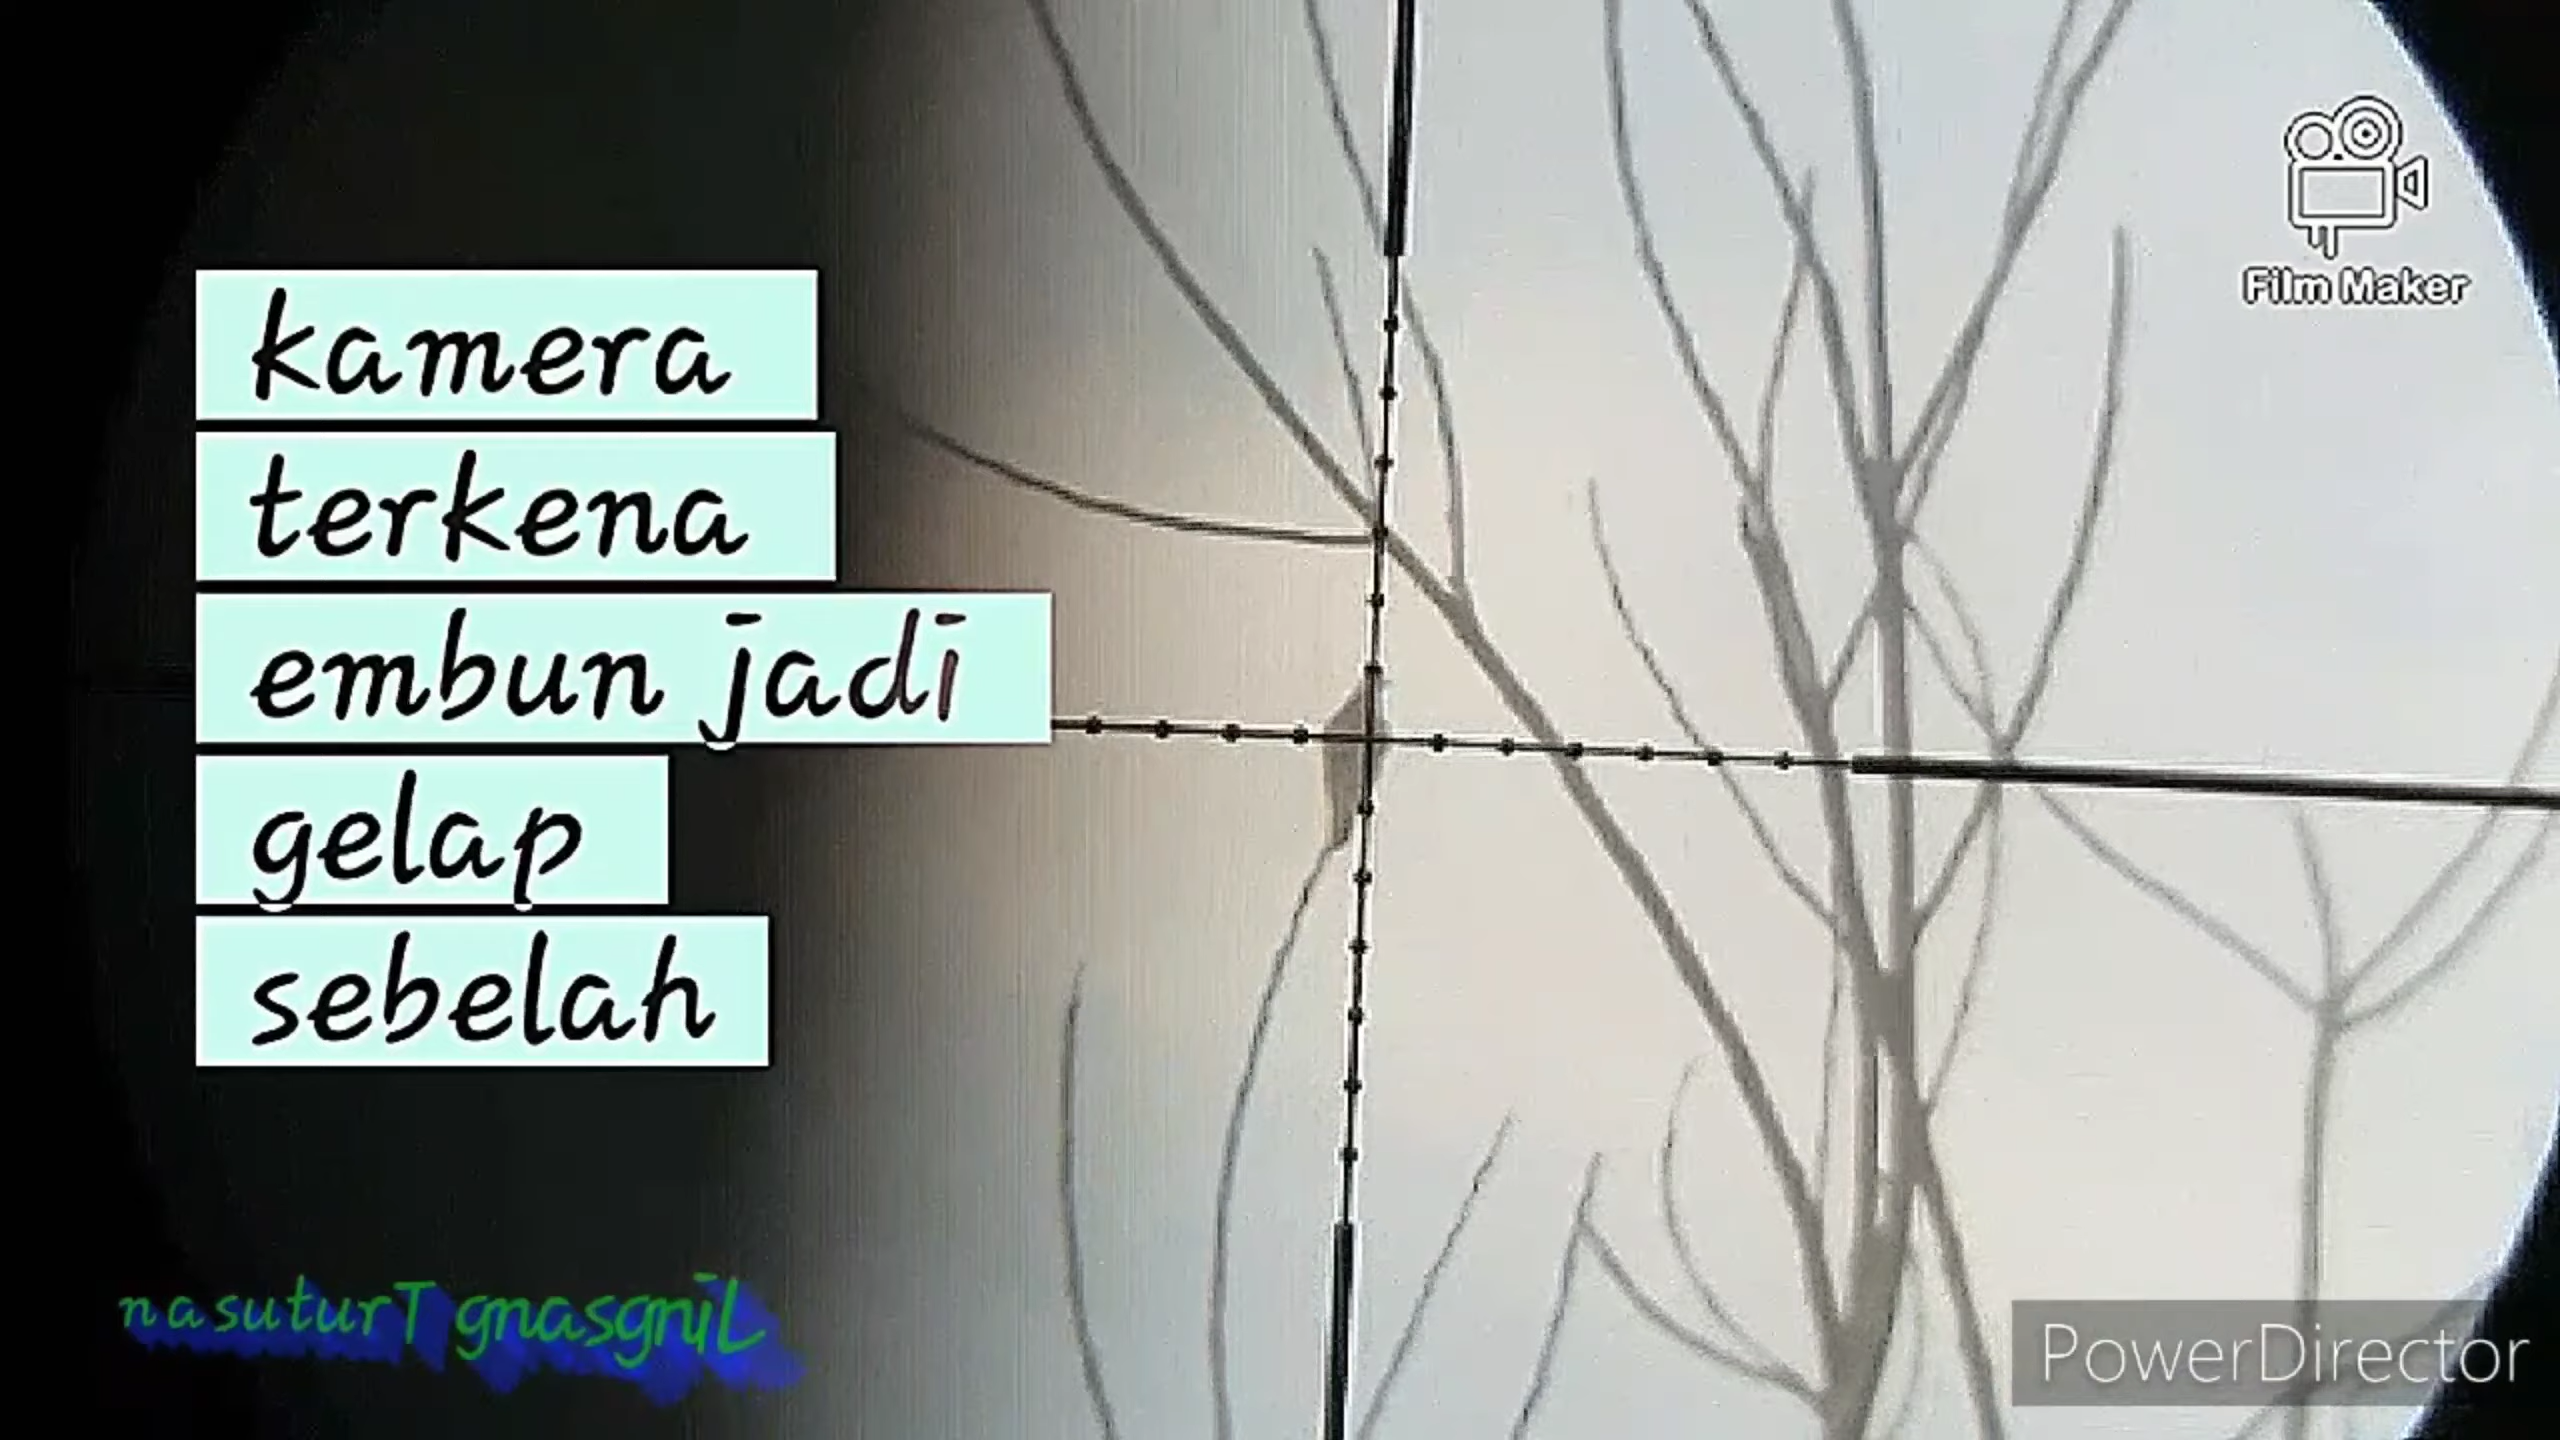 kamera
terkena
embun jadi
gelap
sebelah
Film Maker
nasuturT gnasgniL
PowerDirector